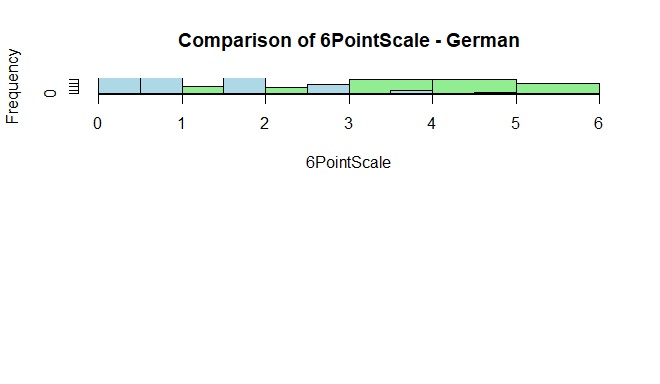 Comparison of 6PointScale - German
Frequency
0
0 1 2 3 4 5 6
6PointScale